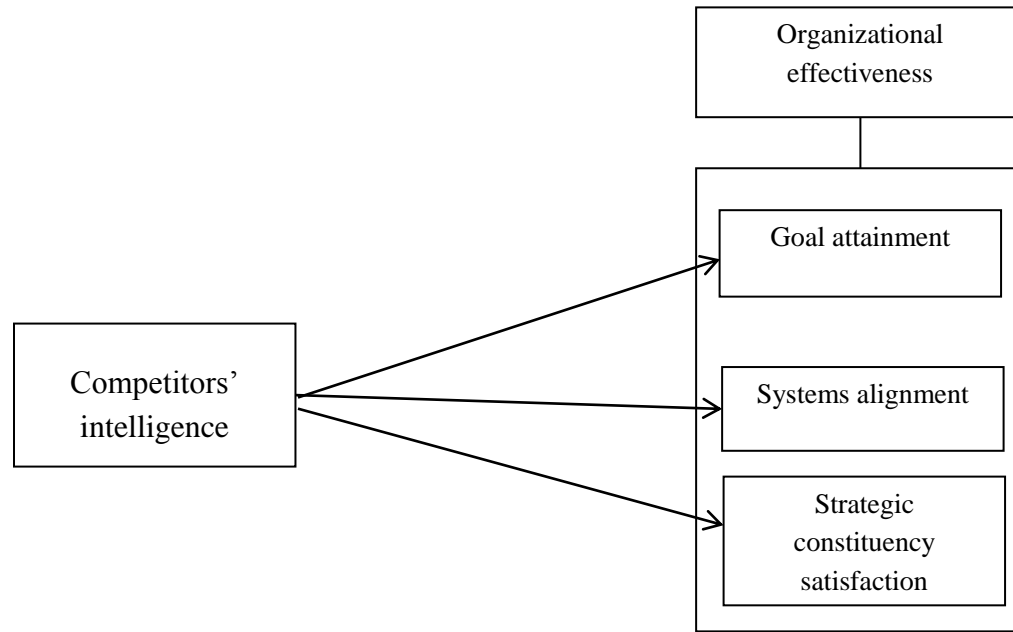 Organizational
effectiveness
Goal attainment
Competitors’
intelligence
Systems alignment
Strategic
constituency
satisfaction